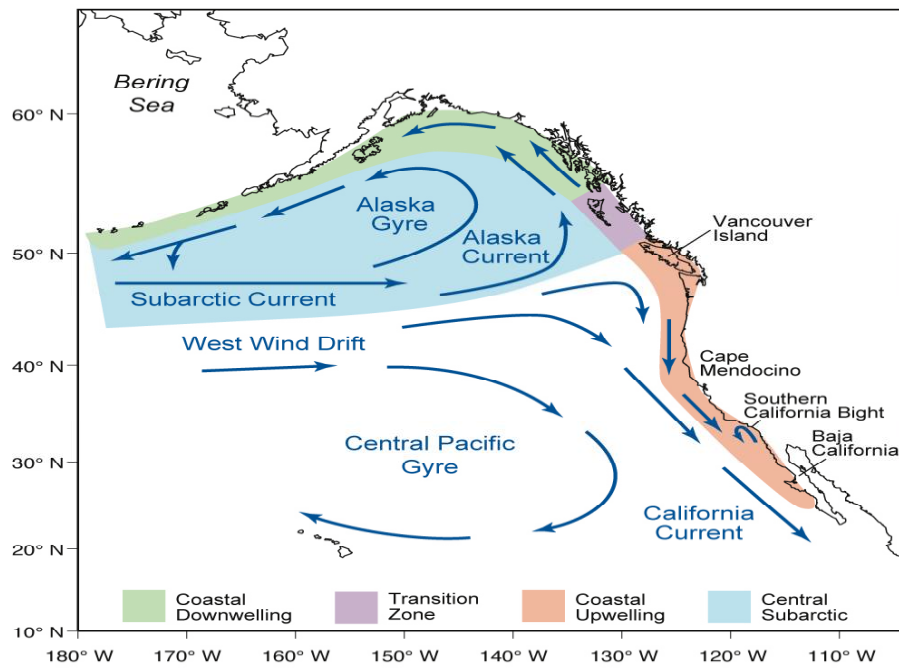 Bering
Sea
60° N
50° N
40° N
30° N
20° N
10° N
Alaska
Gyre
Alaska
Current
Subarctic Current
West Wind Drift
Central Pacific
Gyre
California
Current
Vancouver
Island
Cape
Mendocino
Southern
California Bight
Baja
California
Coastal
Downwelling
Transition
Zone
Coastal
Upwelling
Central
Subarctic
180° W 170° W 160° W 150° W 140° W 130° W 120° W 110° W